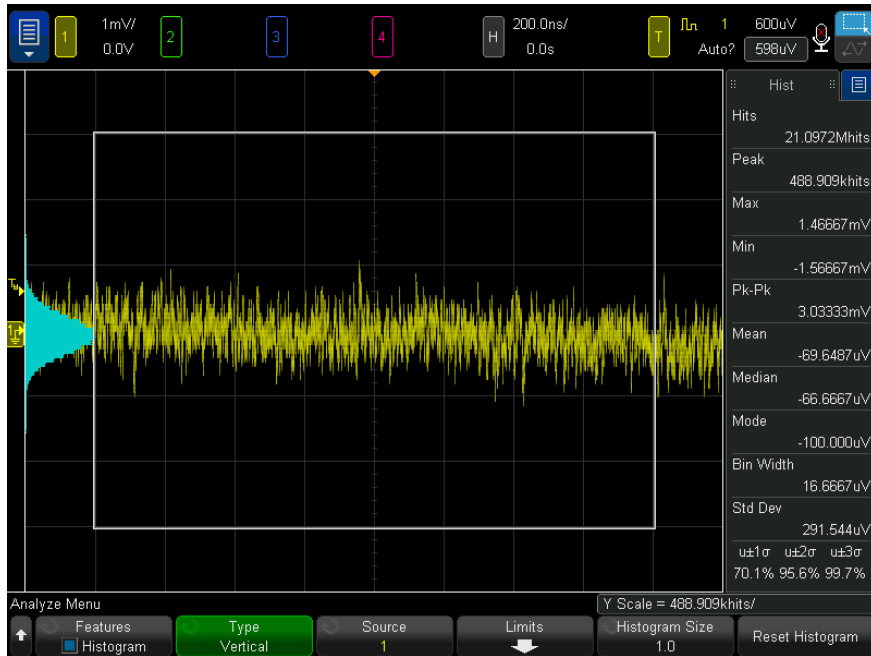 1 1mV/ 2 3 4 H 200.0ns/ T 1 600uV
0.0V 0.0s Auto? 598uV
Hist
Hits
21.0972Mhits
Peak
488.909khits
Max
1.46667mV
Min
-1.56667mV
Pk-Pk
3.03333mV
Mean
-69.6487uV
Median
-66.6667uV
Mode
-100.000uV
Bin Width
16.6667uV
Std Dev
291.544uV
u±1σ u±2σ u±3σ
70.1% 95.6% 99.7%
T
1
Analyze Menu Y Scale = 488.909khits/
Features Type Source Limits Histogram Size Reset Histogram
Histogram Vertical 1 1.0